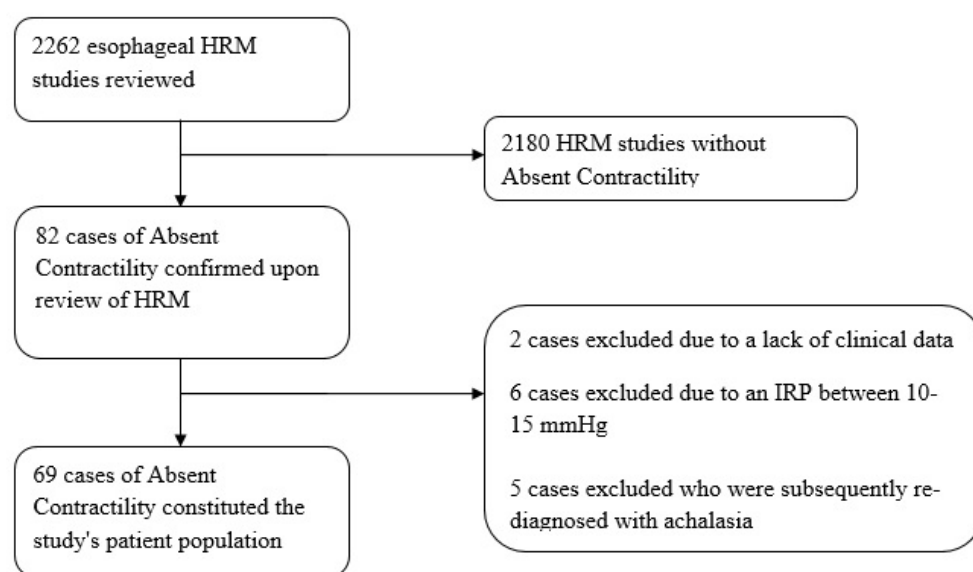 2262 esophageal HRM
studies reviewed
2180 HRM studies without
Absent Contractility
82 cases of Absent
Contractility confirmed upon
review of HRM
2 cases excluded due to a lack of clinical data
6 cases excluded due to an IRP between 10-
15 mmHg
5 cases excluded who were subsequently re-
diagnosed with achalasia
69 cases of Absent
Contractility constituted the
study's patient population